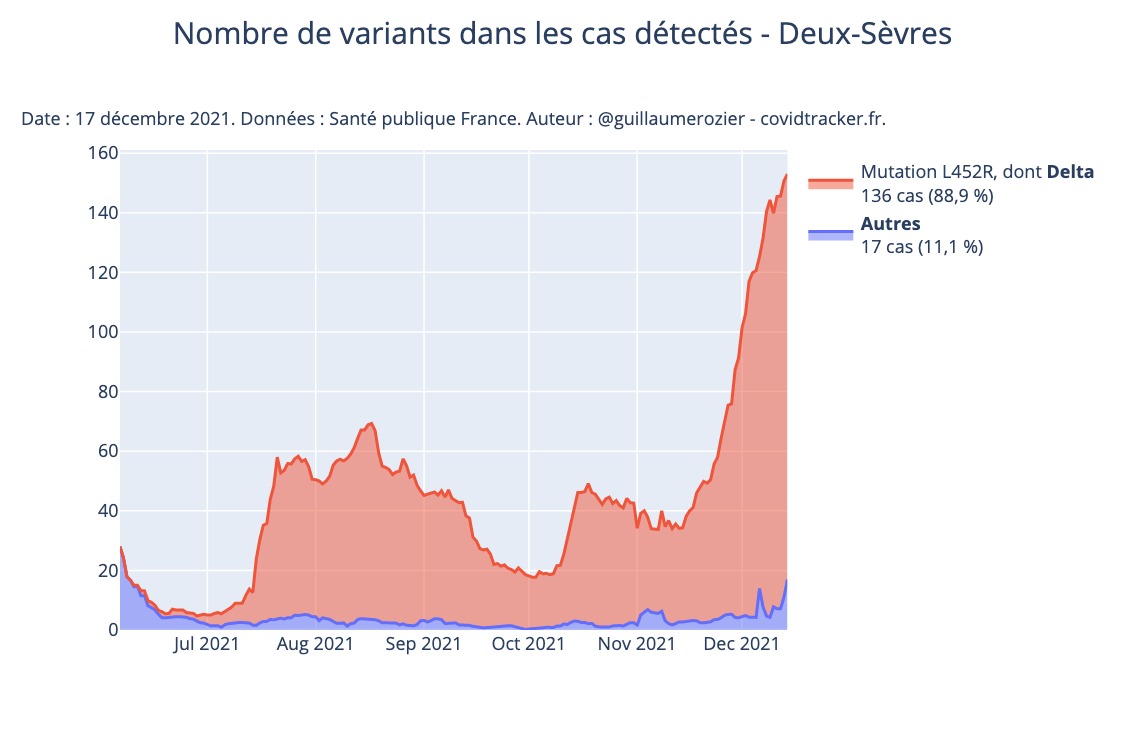 Nombre de variants dans les cas détectés - Deux-Sèvres
Date : 17 décembre 2021. Données : Santé publique France. Auteur : @guillaumerozier - covidtracker.fr.
160
140
120
100
80
60
40
20
0
Jul 2021
Aug 2021
Sep 2021
Oct 2021
Nov 2021
Dec 2021
Mutation L452R, dont Delta
136 cas (88,9 %)
Autres
17 cas (11,1 %)